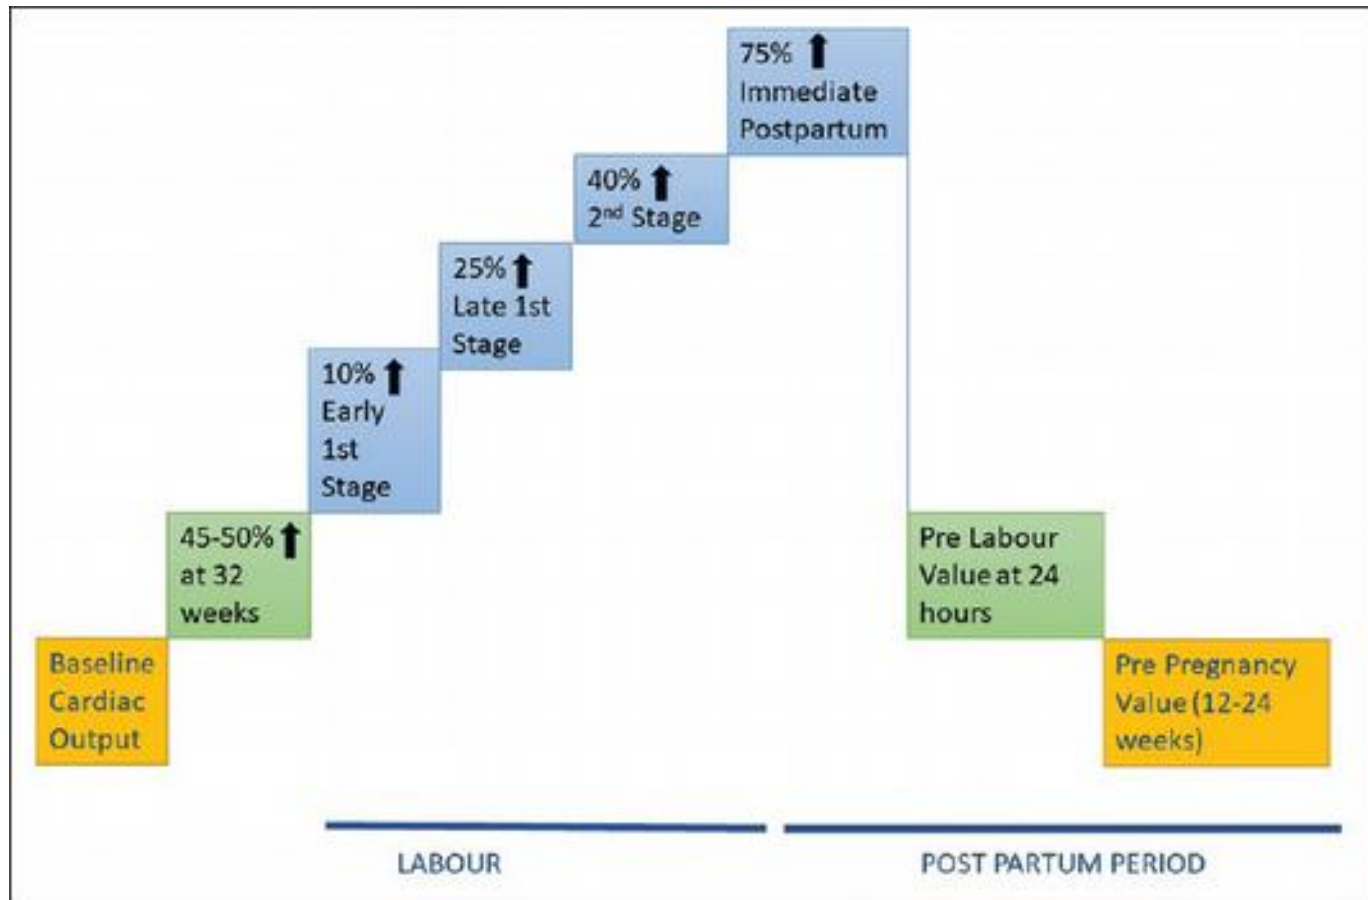 Baseline
Cardiac
Output
45-50%
at 32
weeks
10%
Early
1st
Stage
25%
Late 1st
Stage
40%
2nd Stage
75%
Immediate
Postpartum
Pre Labour
Value at 24
hours
Pre Pregnancy
Value (12-24
weeks)
LABOUR
POST PARTUM PERIOD